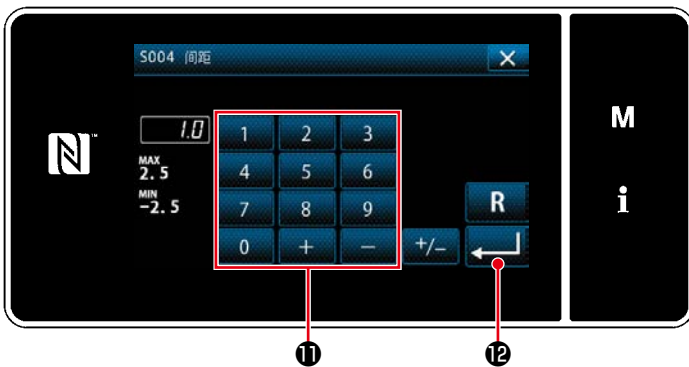 S004 间距
1.0
MAX
2.5
MIN
-2.5
1 2 3
4 5 6
7 8 9
0 + − +/−
R
M
i
N™
⓫ ⓬